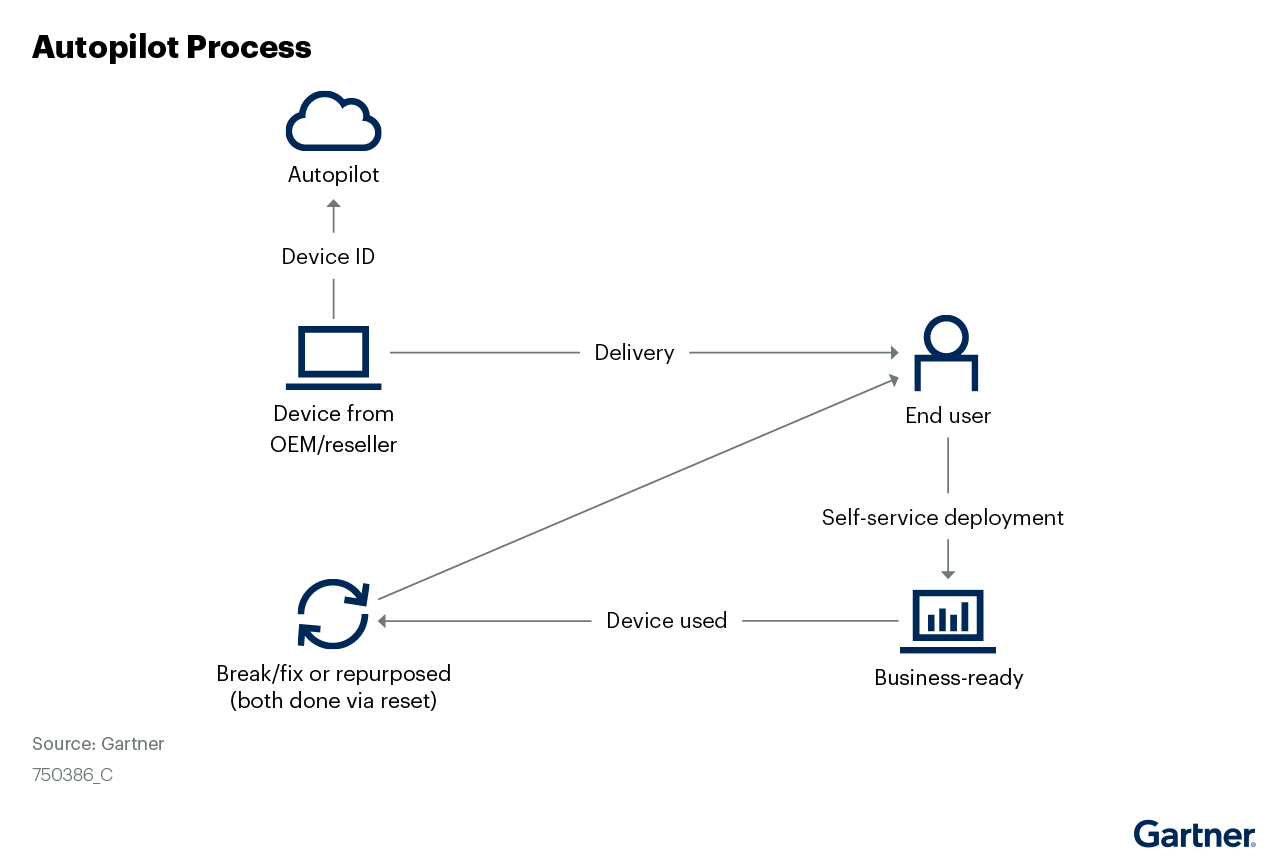 Autopilot Process
Autopilot
Device ID
Delivery
Device from
OEM/reseller
End user
Self-service deployment
Device used
Break/fix or repurposed
(both done via reset)
Business-ready
Source: Gartner
750386_C
Gartner®